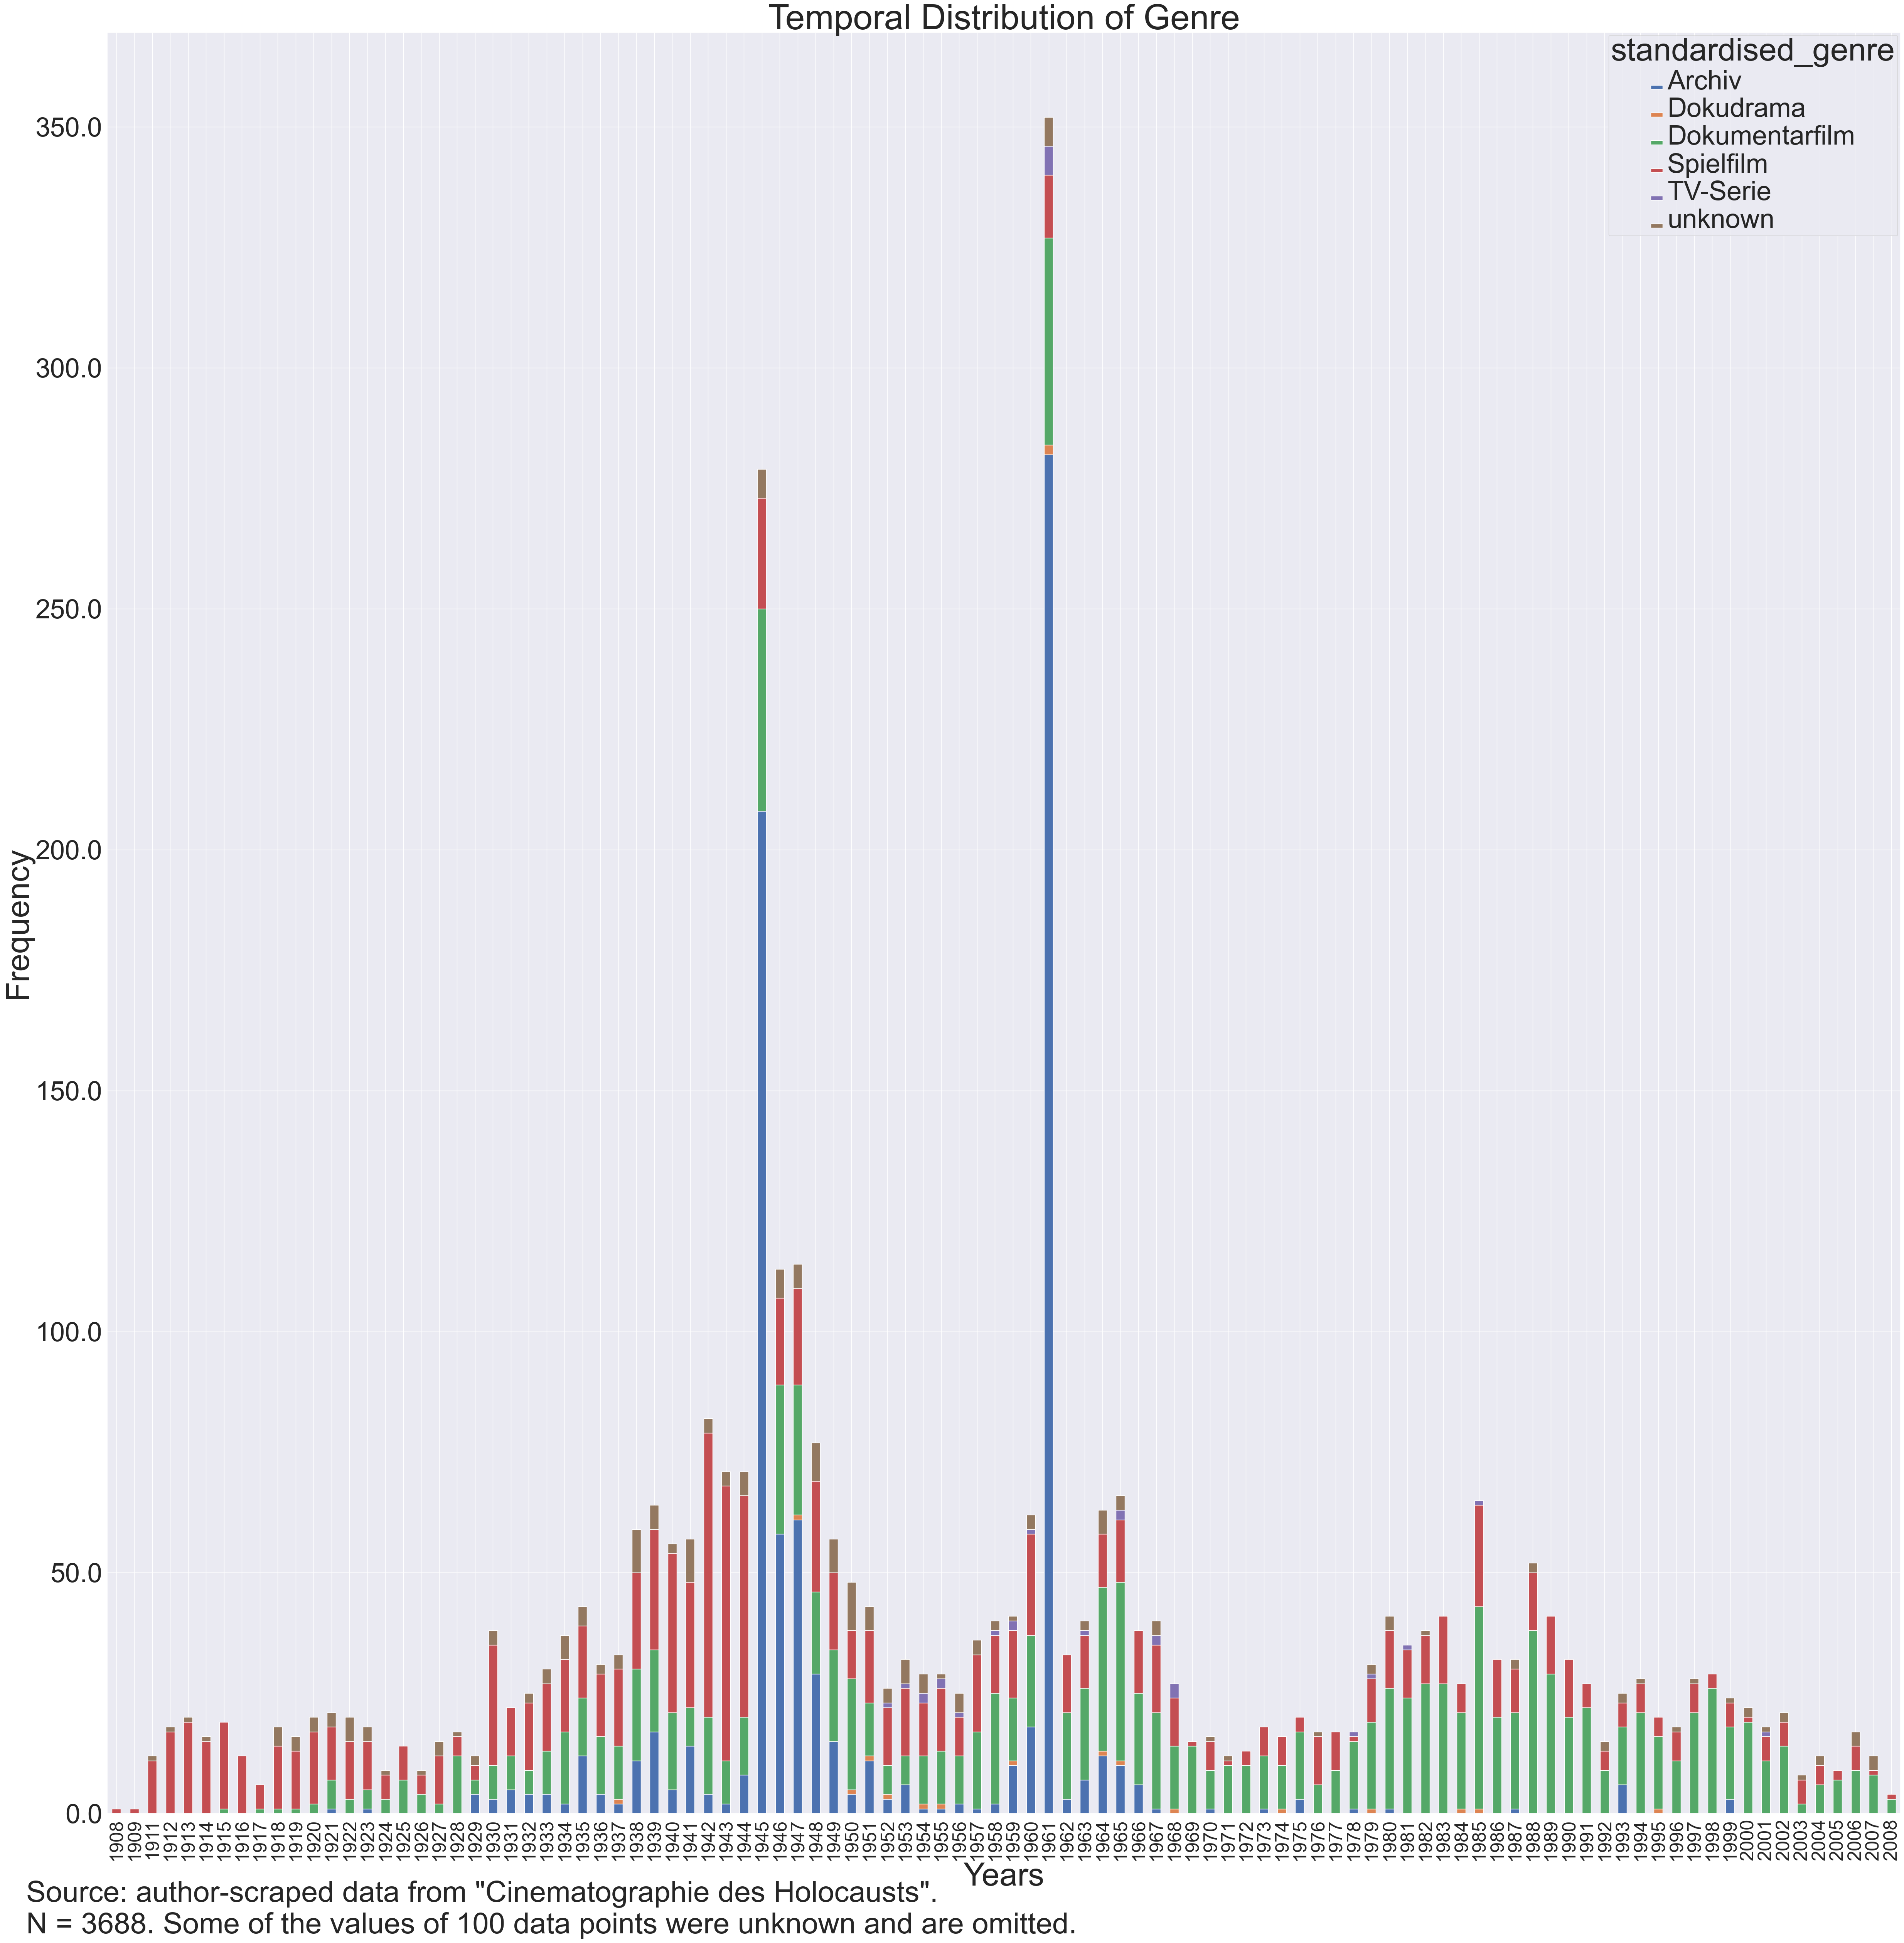 Temporal Distribution of Genre
standardised_genre
Archiv
Dokudrama
Dokumentarfilm
Spielfilm
TV-Serie
unknown
350.0
300.0
250.0
200.0
150.0
100.0
50.0
0.0
Frequency
1908 1909 1911 1912 1913 1914 1915 1916 1917 1918 1919 1920 1921 1922 1923 1924 1925 1926 1927 1928 1929 1930 1931 1932 1933 1934 1935 1936 1937 1938 1939 1940 1941 1942 1943 1944 1945 1946 1947 1948 1949 1950 1951 1952 1953 1954 1955 1956 1957 1958 1959 1960 1961 1962 1963 1964 1965 1966 1967 1968 1969 1970 1971 1972 1973 1974 1975 1976 1977 1978 1979 1980 1981 1982 1983 1984 1985 1986 1987 1988 1989 1990 1991 1992 1993 1994 1995 1996 1997 1998 1999 2000 2001 2002 2003 2004 2005 2006 2007 2008
Years
Source: author-scraped data from "Cinematographie des Holocausts".
N = 3688. Some of the values of 100 data points were unknown and are omitted.